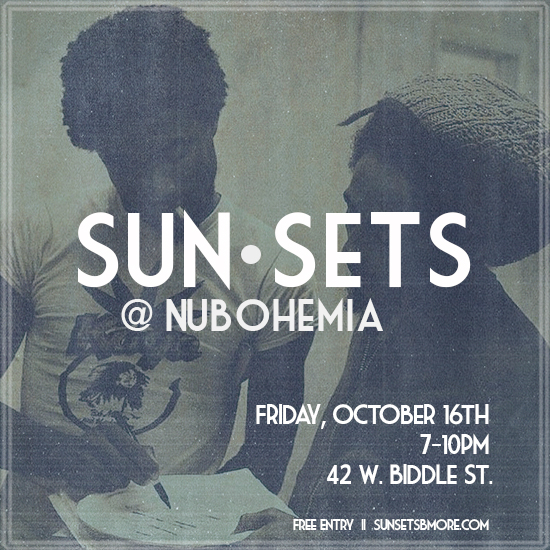 SUN•SETS
@ NUBOHEMIA
FRIDAY, OCTOBER 16TH
7-10PM
42 W. BIDDLE ST.
FREE ENTRY || SUNSETSBMORE.COM